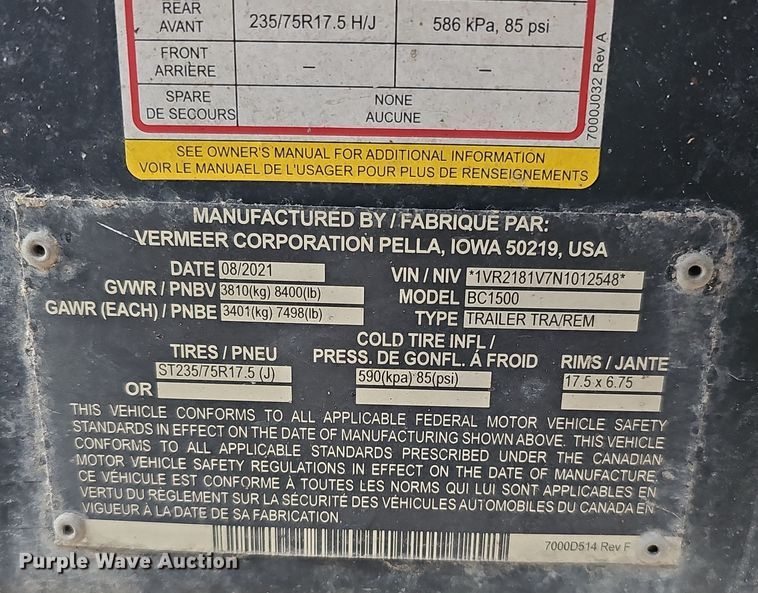 REAR
AVANT
235/75R17.5 H/J
586 kPa, 85 psi
FRONT
ARRIÈRE
–
–
SPARE
DE SECOURS
NONE
AUCUNE
7000J032 Rev A
SEE OWNER'S MANUAL FOR ADDITIONAL INFORMATION
VOIR LE MANUAEL DE L'USAGER POUR PLUS DE RENSEIGNEMENTS
MANUFACTURED BY / FABRIQUÉ PAR:
VERMEER CORPORATION PELLA, IOWA 50219, USA
DATE 08/2021
VIN / NIV *1VR2181V7N1012548*
GVWR / PNBV 3810(kg) 8400(lb)
MODEL BC1500
GAWR (EACH) / PNBE 3401(kg) 7498(lb)
TYPE TRAILER TRA/REM
TIRES / PNEU
COLD TIRE INFL /
PRESS. DE GONFL. À FROID
RIMS / JANTE
ST235/75R17.5 (J)
590(kpa) 85(psi)
17.5 x 6.75
OR
THIS VEHICLE CONFORMS TO ALL APPLICABLE FEDERAL MOTOR VEHICLE SAFETY
STANDARDS IN EFFECT ON THE DATE OF MANUFACTURING SHOWN ABOVE. THIS VEHICLE
CONFORMS TO ALL APPLICABLE STANDARDS PRESCRIBED UNDER THE CANADIAN
MOTOR VEHICLE SAFETY REGULATIONS IN EFFECT ON THE DATE OF MANUFACTURE.
CE VÉHICULE EST CONFORME À TOUTES LES NORMS QUI LUI SONT APPLICABLES EN
VERTU DU RÈGLEMENT SUR LA SÉCURITÉ DES VÉHICULES AUTOMOBILES DU CANADA EN
VIGUEUR À LA DATE DE SA FABRICATION.
7000D514 Rev F
Purple Wave Auction